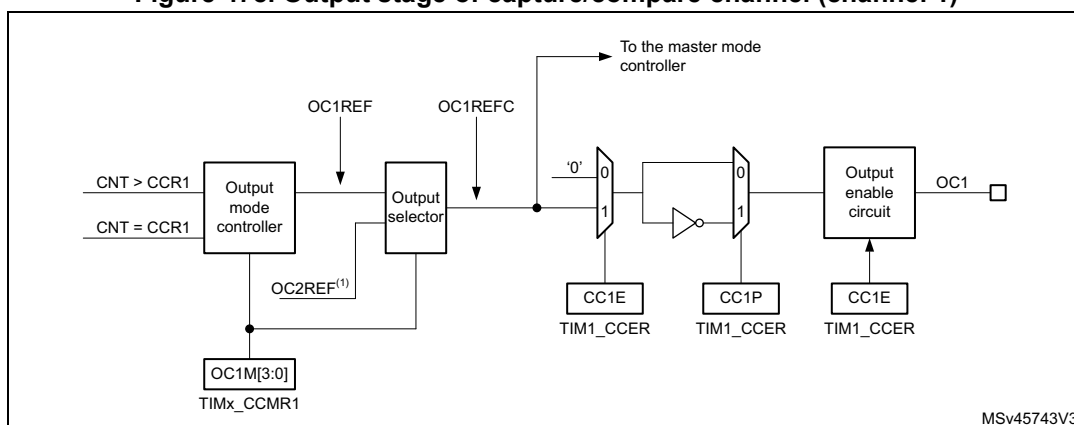 Figure 173. Output stage of capture/compare channel (channel 1)
To the master mode
controller
OC1REF
OC1REFC
CNT > CCR1
CNT = CCR1
Output
mode
controller
Output
selector
OC2REF(1)
‘0’
0
1
0
1
Output
enable
circuit
OC1
CC1E
TIM1_CCER
CC1P
TIM1_CCER
CC1E
TIM1_CCER
OC1M[3:0]
TIMx_CCMR1
MSv45743V3